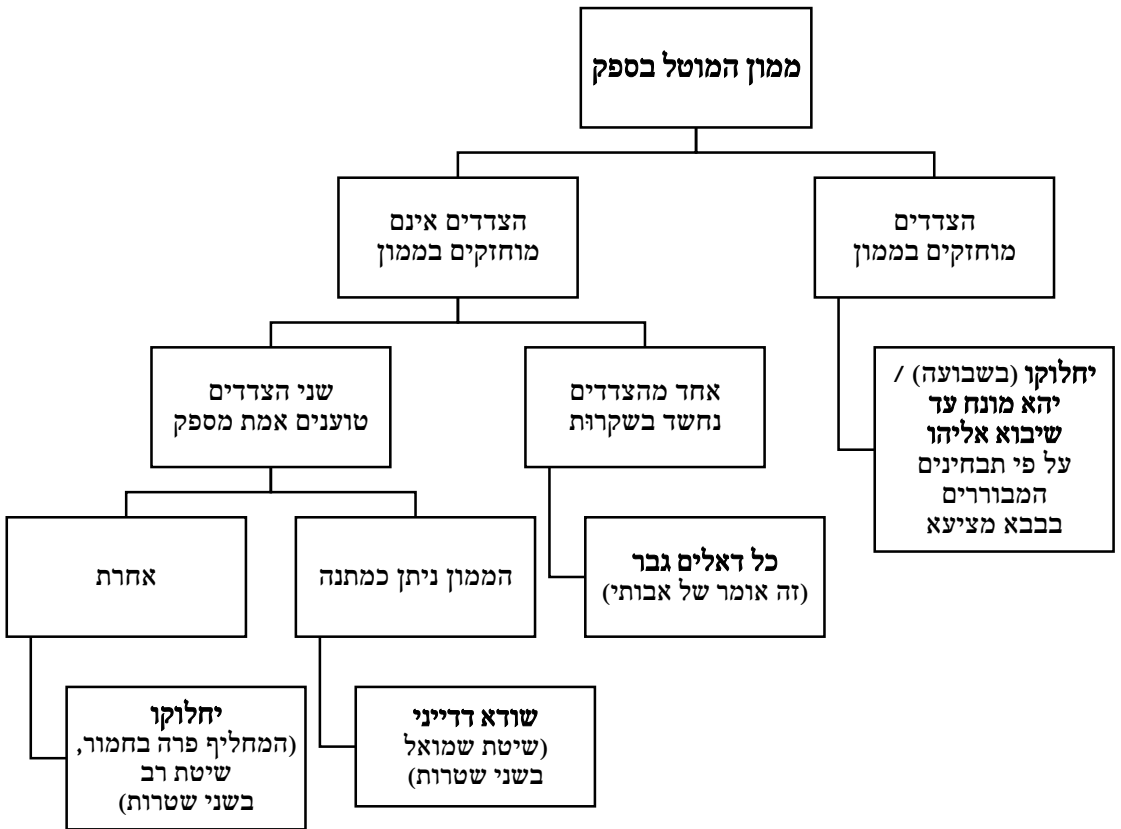 ממון המוטל בספק
הצדדים
מוחזקים בממון
הצדדים אינם
מוחזקים בממון
יחלוקו (בשבועה) /
יהא מונח עד
שיבוא אליהו
על פי תבחינים
המבוררים
בבבא מציעא
אחד מהצדדים
נחשד בשקרוּת
שני הצדדים
טוענים אמת מספק
כל דאלים גבר
(זה אומר של אבותי)
הממון ניתן כמתנה
אחרת
שודא דדייני
(שיטת שמואל
בשני שטרות)
יחלוקו
(המחליף פרה בחמור,
שיטת רב
בשני שטרות)